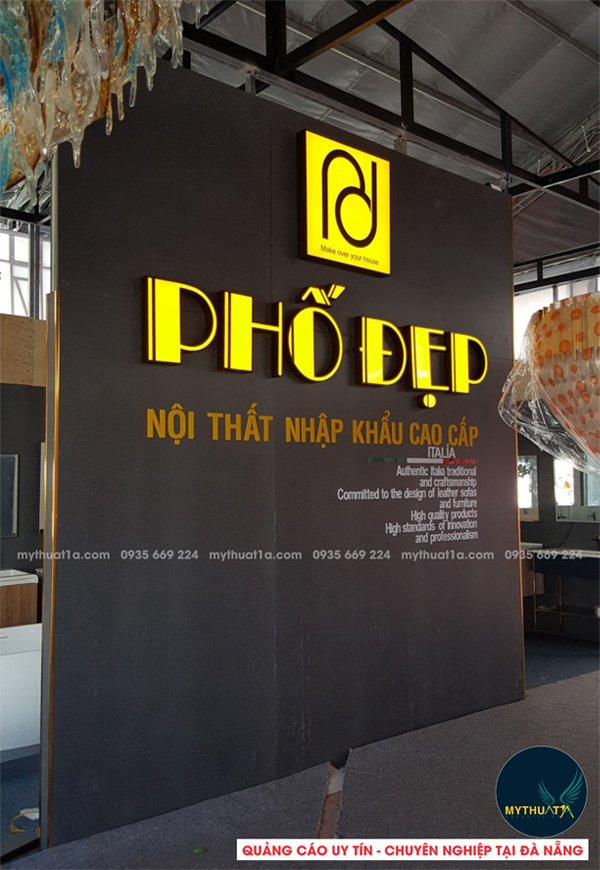 Make over your house
PHỐ ĐẸP
NỘI THẤT NHẬP KHẨU CAO CẤP
ITALIA
Authentic Italia traditional
and craftsmanship
Committed to the design of leather sofas
and furniture
High quality products
High standards of innovation
and professionalism
mythuat1a.com 0935 669 224 mythuat1a.com 0935 669 224 mythuat1a.com 0935 669 224
MYTHUAT1A
QUẢNG CÁO UY TÍN - CHUYÊN NGHIỆP TẠI ĐÀ NẴNG